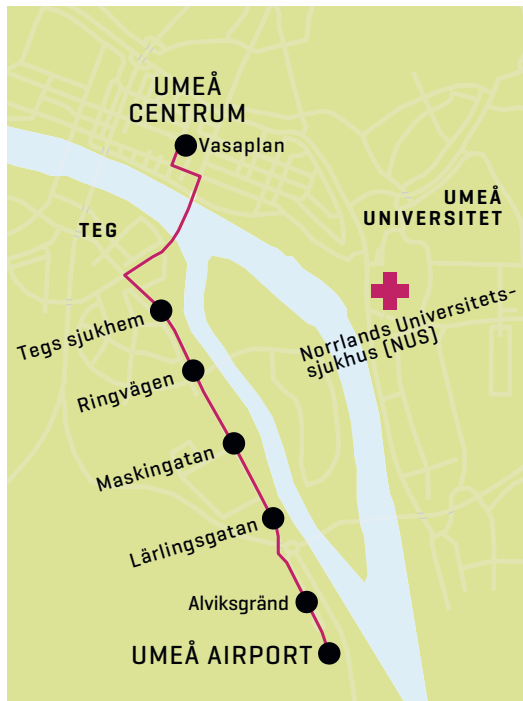 UMEÅ
CENTRUM
Vasaplan
UMEÅ
UNIVERSITET
TEG
Norrlands Universitets-
sjukhus (NUS)
Tegs sjukhem
Ringvägen
Maskingatan
Lärlingsgatan
Alviksgränd
UMEÅ AIRPORT